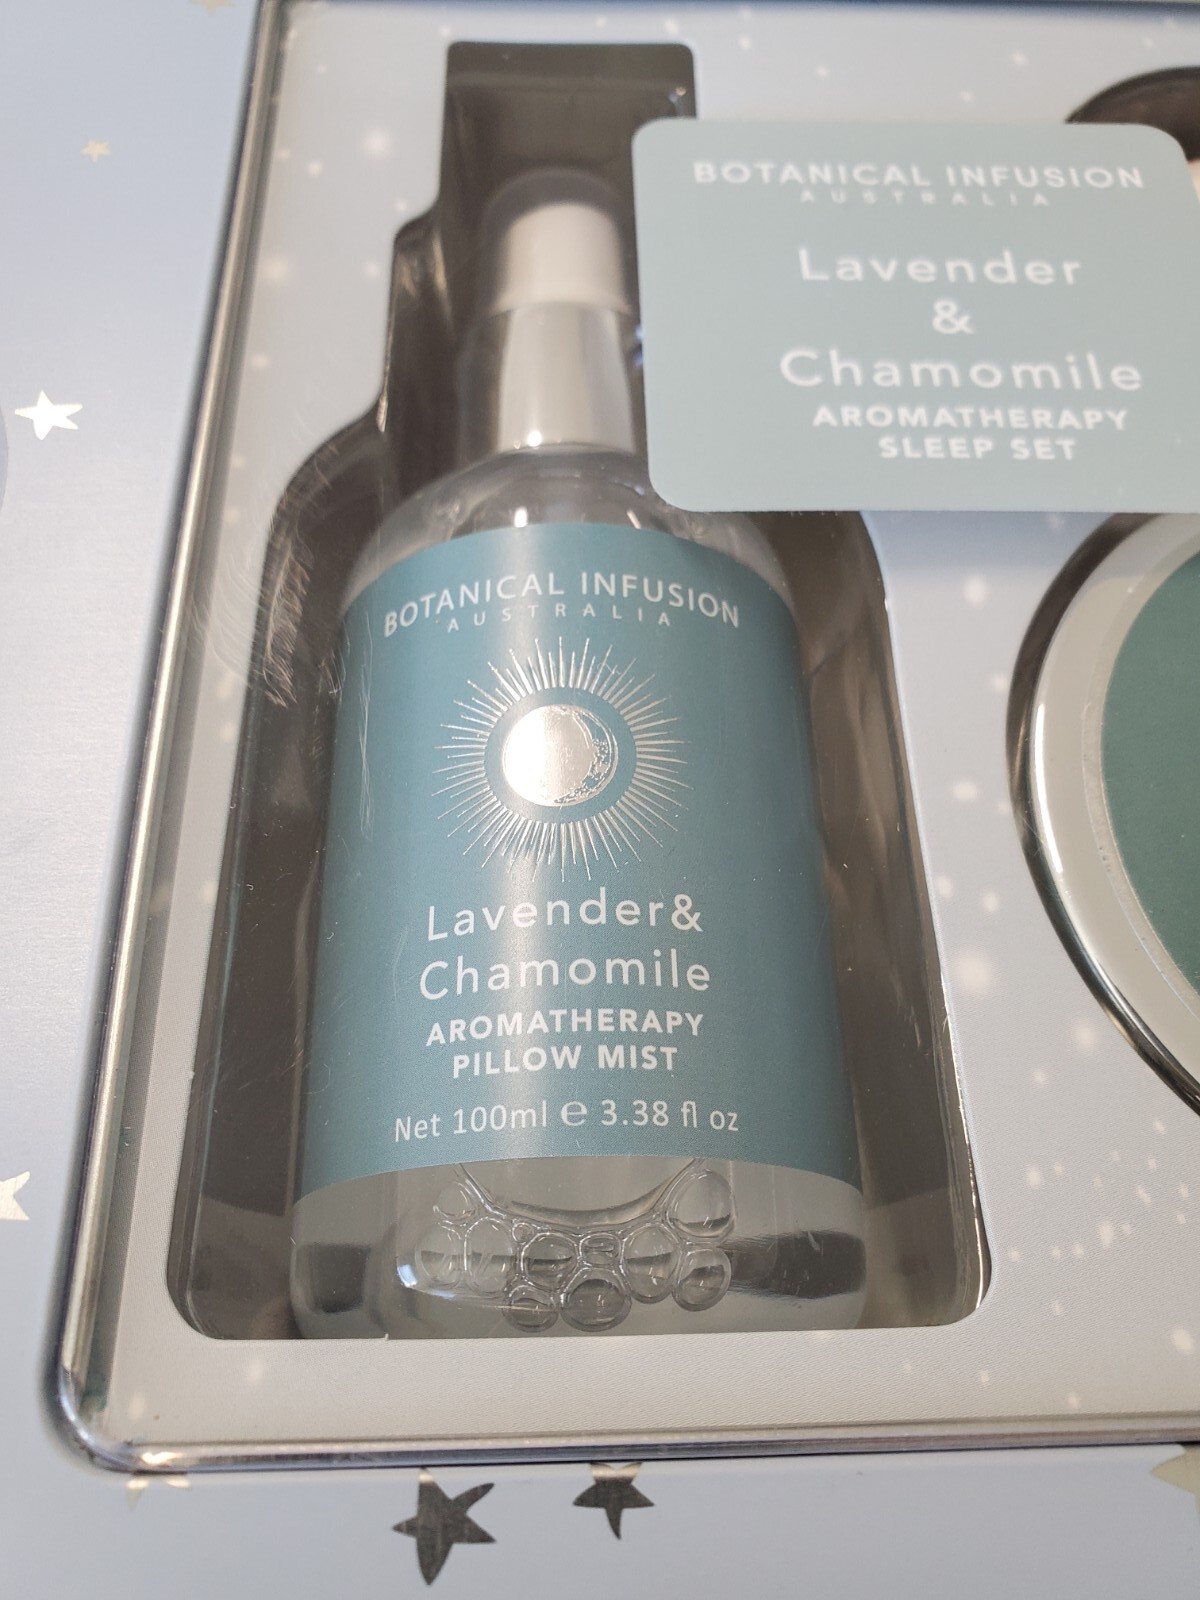 BOTANICAL INFUSION
AUSTRALIA
Lavender
&
Chamomile
AROMATHERAPY
SLEEP SET
BOTANICAL INFUSION
AUSTRALIA
Lavender&
Chamomile
AROMATHERAPY
PILLOW MIST
Net 100ml e 3.38 fl oz